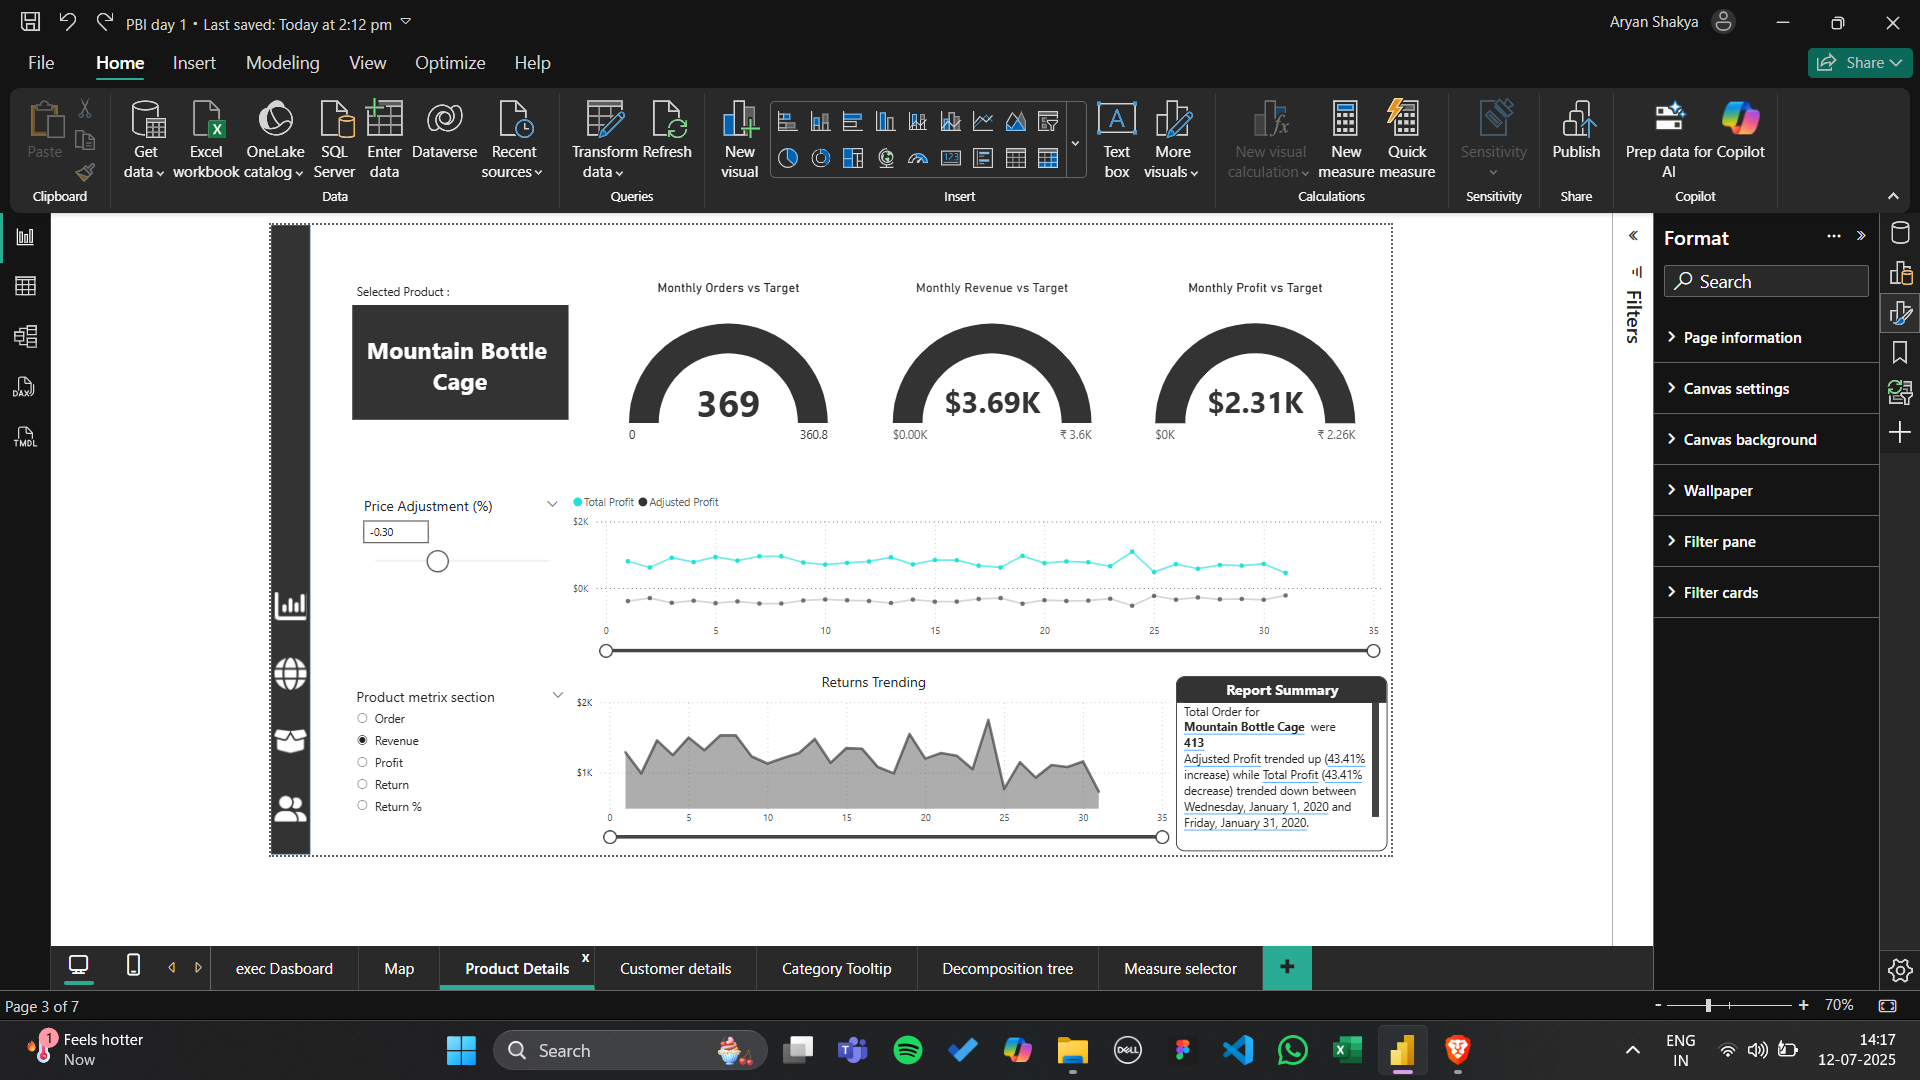 PBI day 1 • Last saved: Today at 2:12 pm
Aryan Shakya
File
Home
Insert
Modeling
View
Optimize
Help
Share
Paste
Clipboard
Get data
Excel workbook
OneLake catalog
SQL Server
Enter data
Dataverse
Recent sources
Data
Transform data
Refresh
Queries
New visual
123
A
Text box
More visuals
Insert
New visual calculation
New measure
Quick measure
Calculations
Sensitivity
Sensitivity
Publish
Share
Prep data for AI
Copilot
Copilot
DAX
TMDL
Selected Product :
Mountain Bottle
Cage
Monthly Orders vs Target
369
0
360.8
Monthly Revenue vs Target
$3.69K
$0.00K
₹ 3.6K
Monthly Profit vs Target
$2.31K
$0K
₹ 2.26K
Price Adjustment (%)
-0.30
Total Profit
Adjusted Profit
$2K
$0K
0
5
10
15
20
25
30
35
Product metrix section
Order
Revenue
Profit
Return
Return %
Returns Trending
$2K
$1K
0
5
10
15
20
25
30
35
Report Summary
Total Order for
Mountain Bottle Cage were
413
Adjusted Profit trended up (43.41%
increase) while Total Profit (43.41%
decrease) trended down between
Wednesday, January 1, 2020 and
Friday, January 31, 2020.
Filters
Format
Search
Page information
Canvas settings
Canvas background
Wallpaper
Filter pane
Filter cards
exec Dasboard
Map
Product Details
x
Customer details
Category Tooltip
Decomposition tree
Measure selector
+
Page 3 of 7
- + 70%
1
Feels hotter
Now
Search
DELL
ENG
IN
14:17
12-07-2025